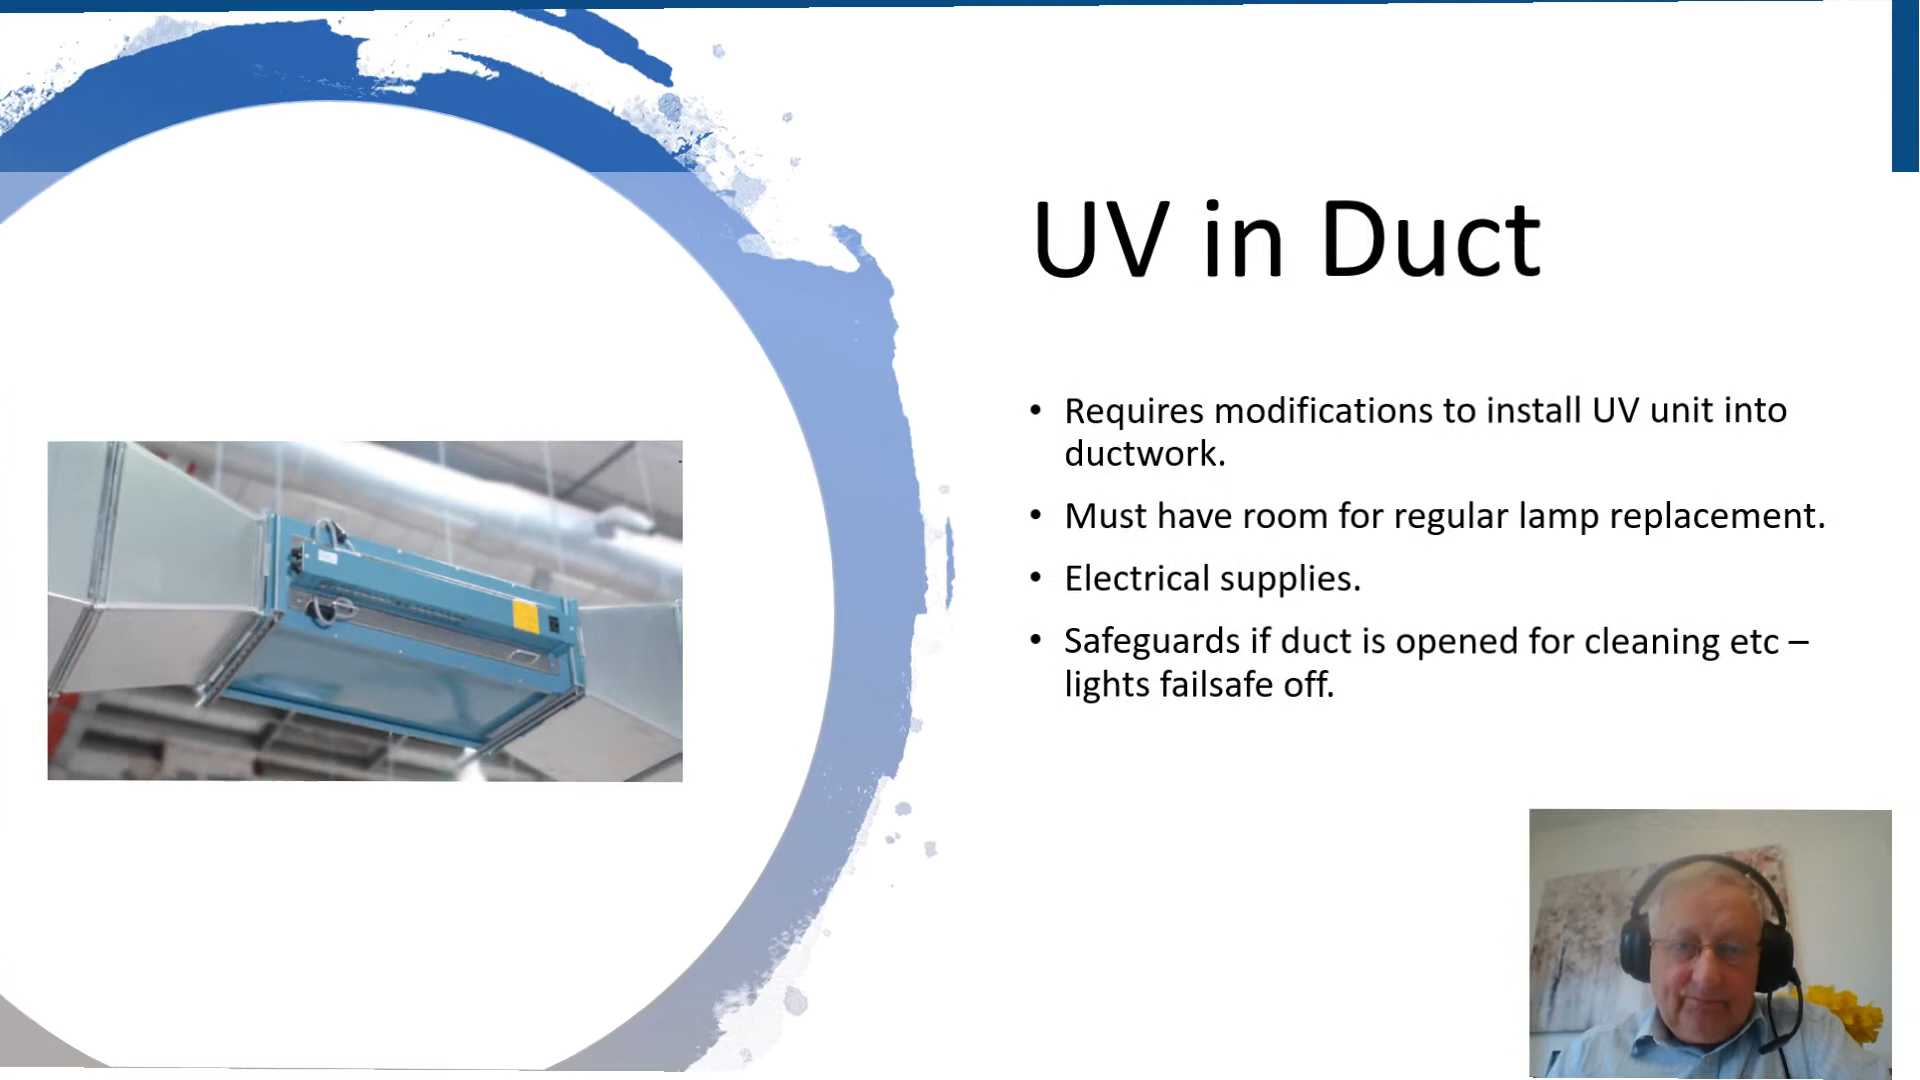 UV in Duct
• Requires modifications to install UV unit into
ductwork.
• Must have room for regular lamp replacement.
• Electrical supplies.
• Safeguards if duct is opened for cleaning etc –
lights failsafe off.